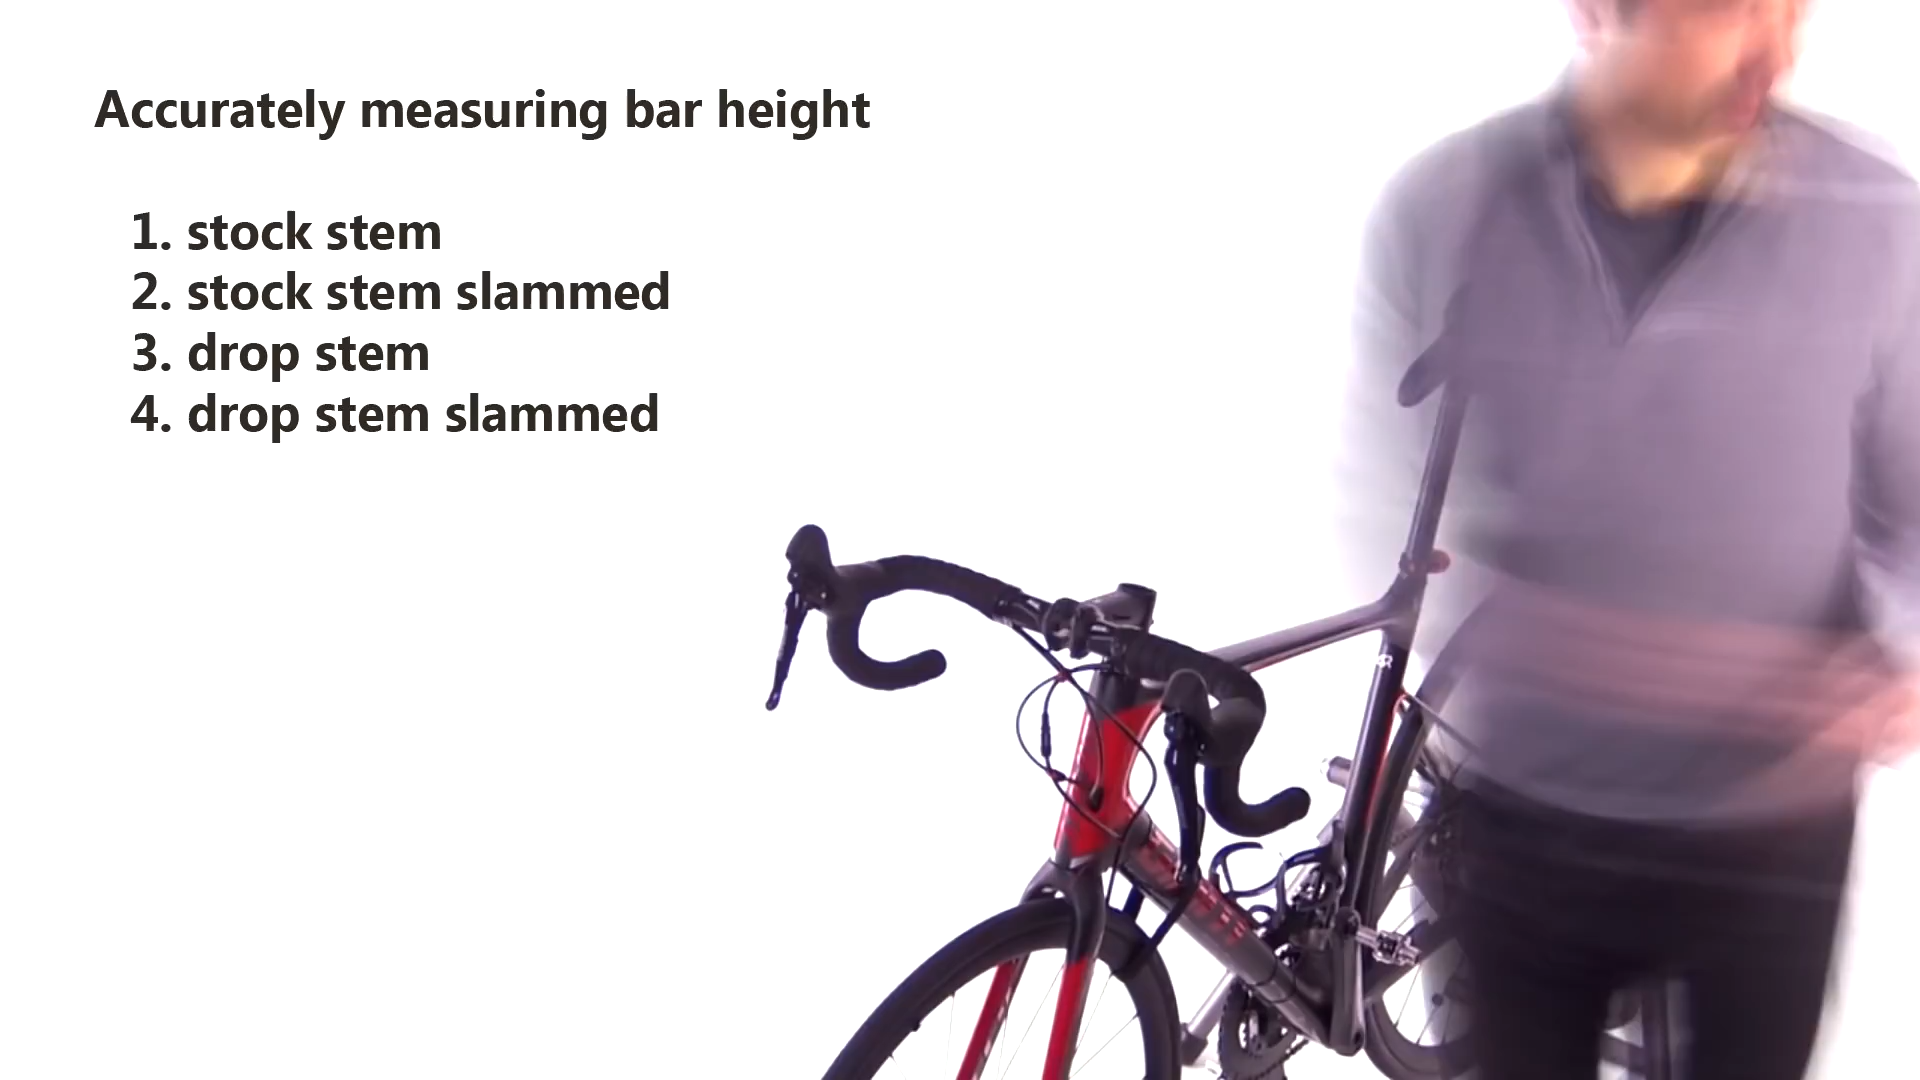 Accurately measuring bar height
1. stock stem
2. stock stem slammed
3. drop stem
4. drop stem slammed